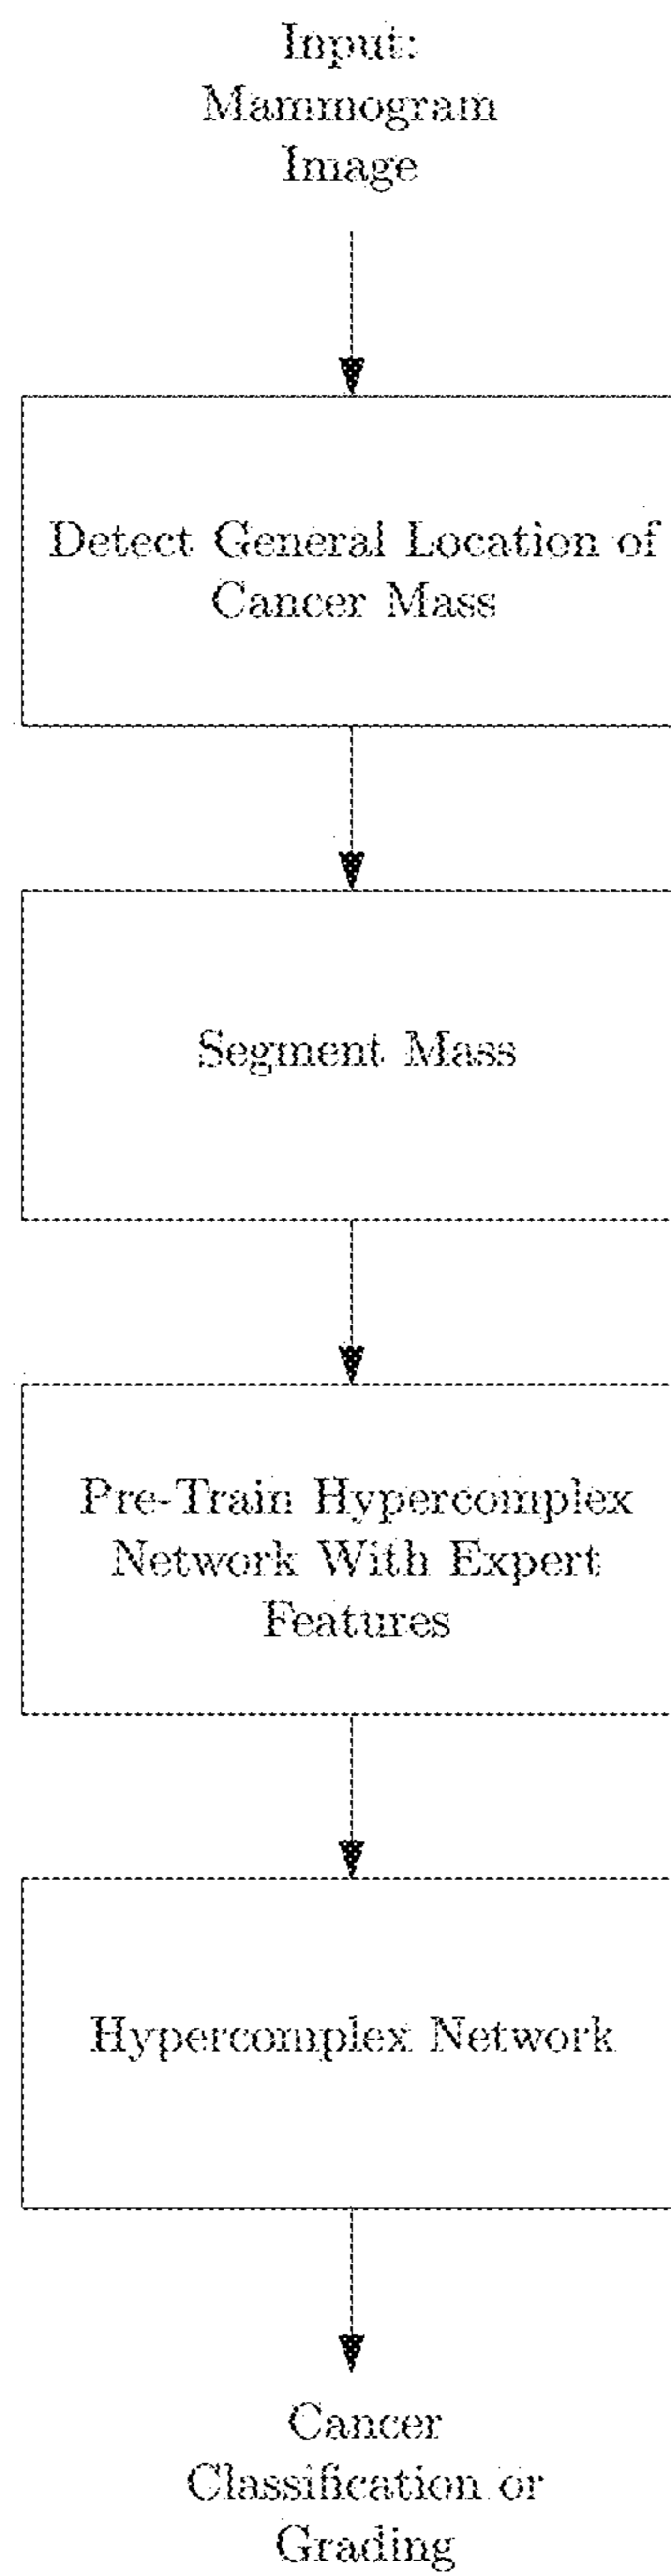 Input:
Mammogram
Image
Detect General Location of
Cancer Mass
Segment Mass
Pre-Train Hypercomplex
Network With Expert
Features
Hypercomplex Network
Cancer
Classification or
Grading